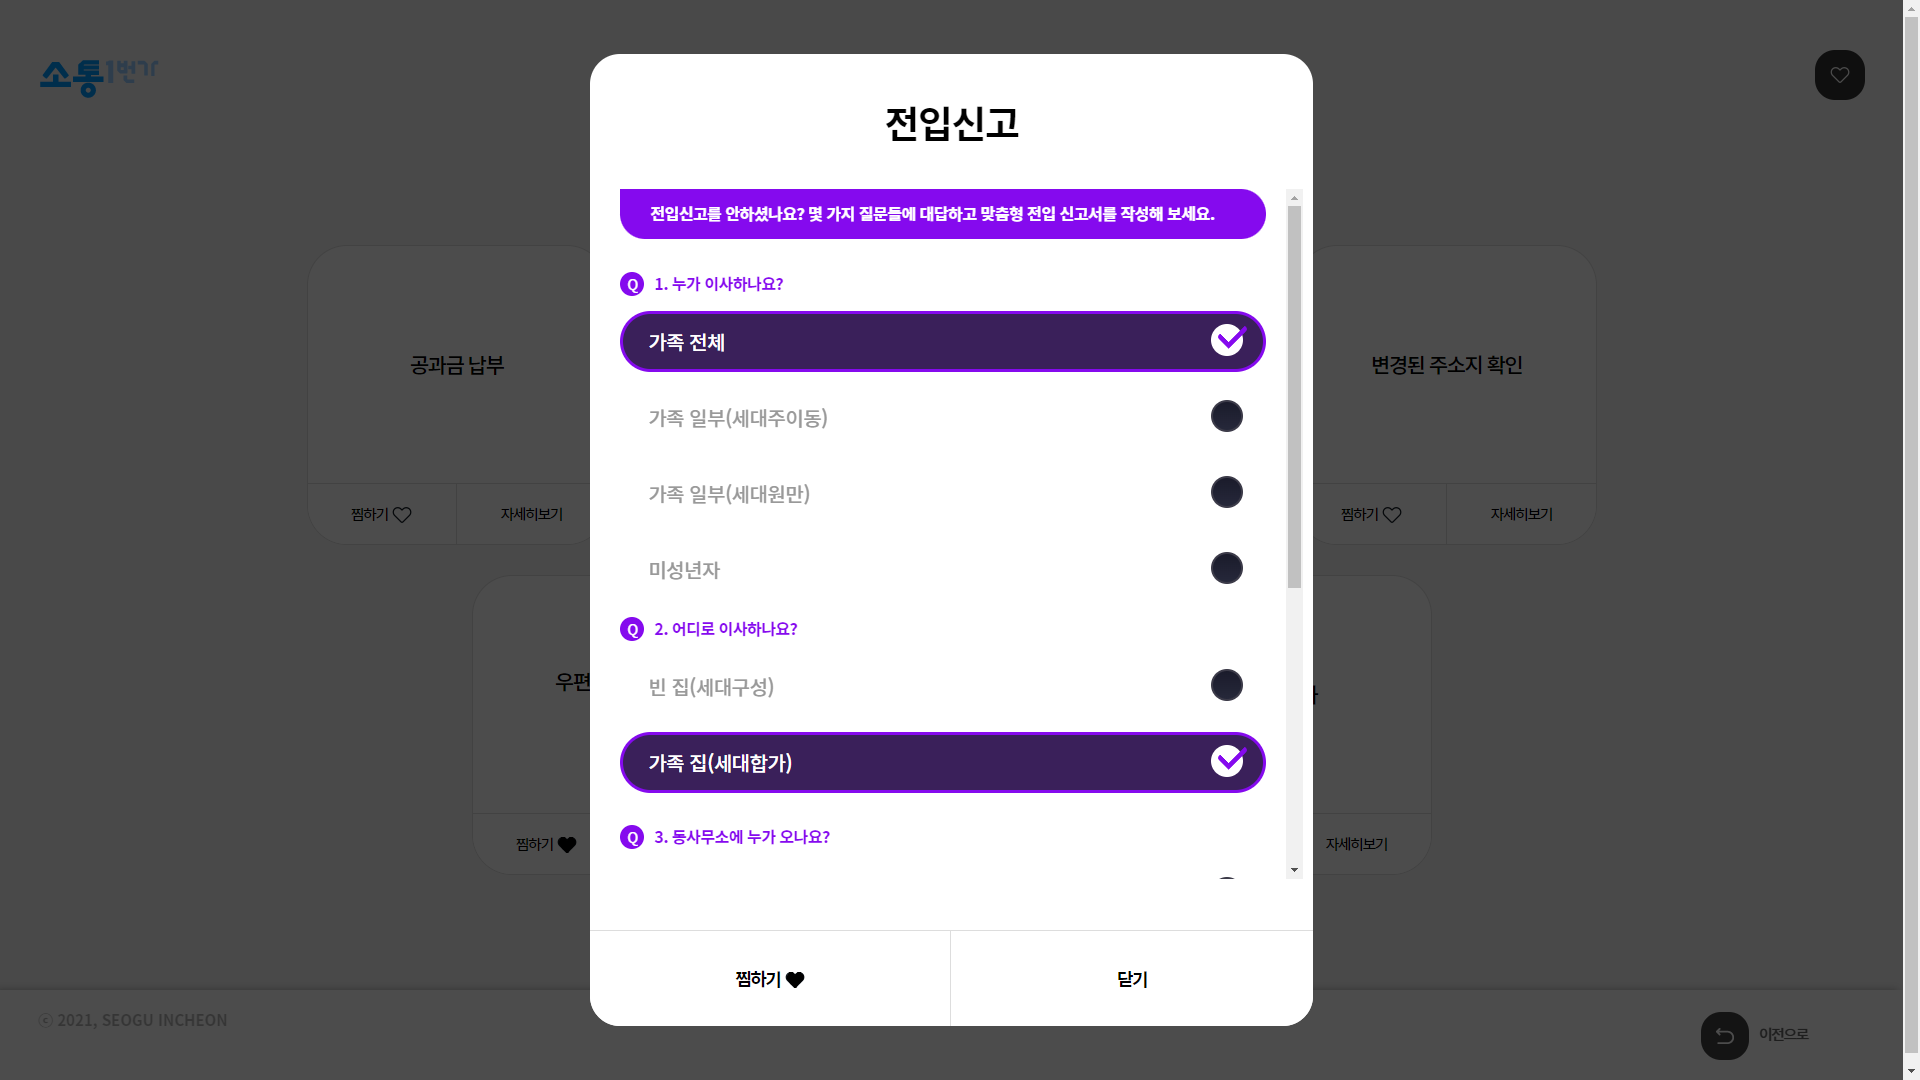 소통1번가
전입신고
전입신고를 안하셨나요? 몇 가지 질문들에 대답하고 맞춤형 전입 신고서를 작성해 보세요.
Q 1. 누가 이사하나요?
가족 전체
가족 일부(세대주이동)
가족 일부(세대원만)
미성년자
Q 2. 어디로 이사하나요?
빈 집(세대구성)
가족 집(세대합가)
Q 3. 동사무소에 누가 오나요?
찜하기
닫기
공과금 납부
찜하기
자세히보기
변경된 주소지 확인
찜하기
자세히보기
우편
찜하기
자세히보기
ⓒ 2021, SEOGU INCHEON
이전으로